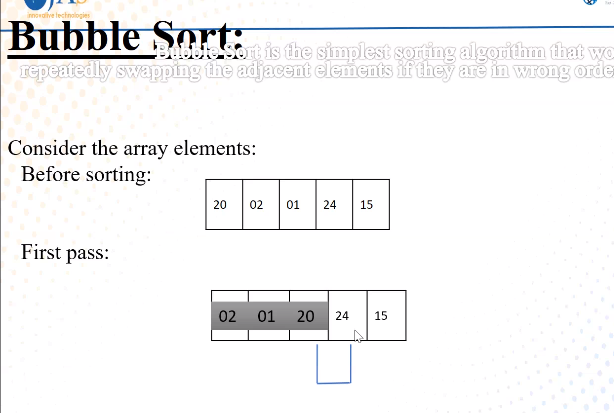 innovative technologies
Bubble Sort:
Bubble Sort is the simplest sorting algorithm that wo
repeatedly swapping the adjacent elements if they are in wrong orde
Consider the array elements:
Before sorting:
20 02 01 24 15
First pass:
02 01 20 24 15